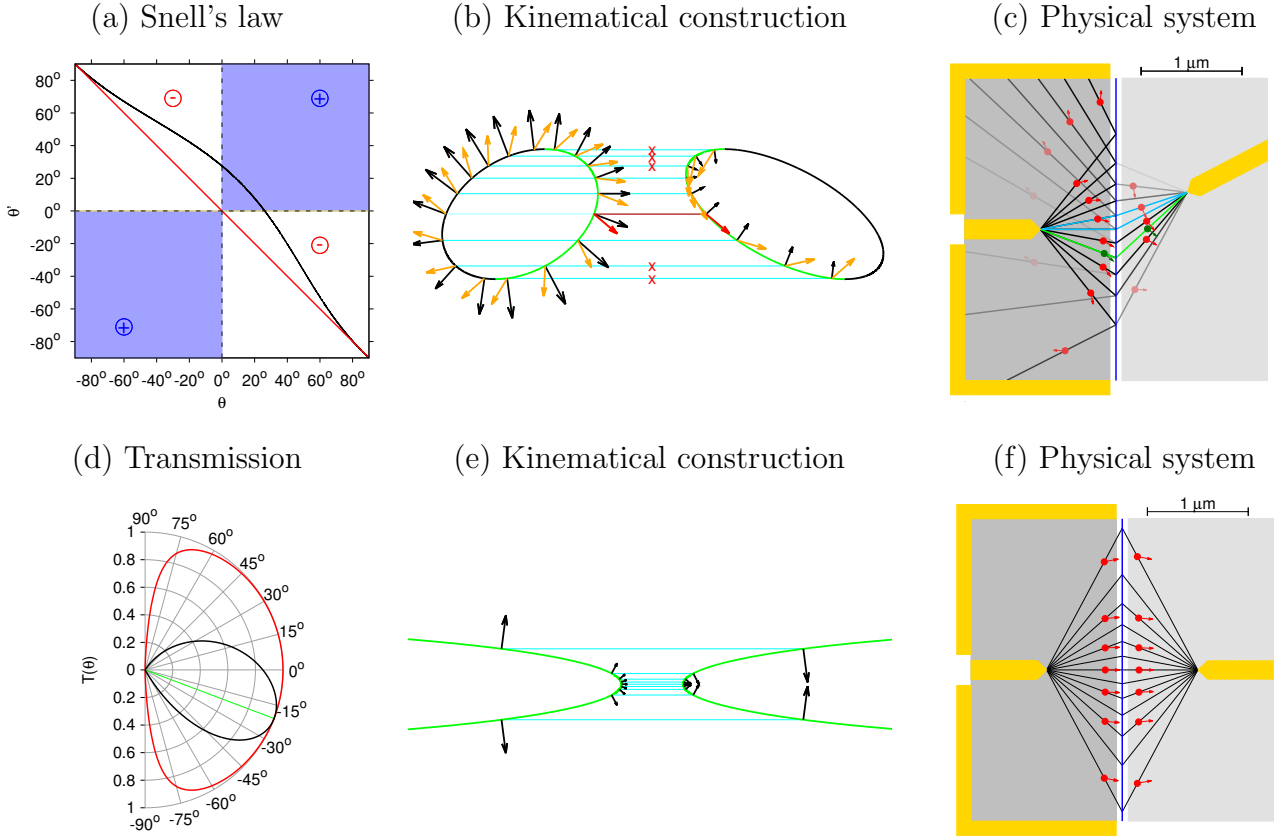 (a) Snell's law
(b) Kinematical construction
(c) Physical system
80°
60°
40°
20°
0°
-20°
-40°
-60°
-80°
θ'
-
+
+
-
-80°
-60°
-40°
-20°
0°
20°
40°
60°
80°
θ
x
x
x
x
x
1 μm
(d) Transmission
(e) Kinematical construction
(f) Physical system
90°
75°
60°
45°
30°
15°
0°
-15°
-30°
-45°
-60°
-75°
-90°
1
0.8
0.6
0.4
0.2
0
0.2
0.4
0.6
0.8
1
T(θ)
1 μm